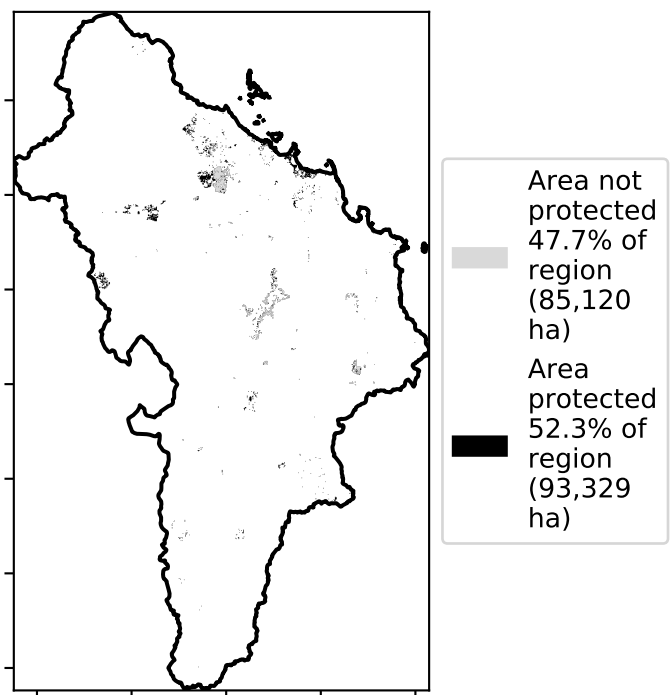 Area not
protected
47.7% of
region
(85,120
ha)
Area
protected
52.3% of
region
(93,329
ha)